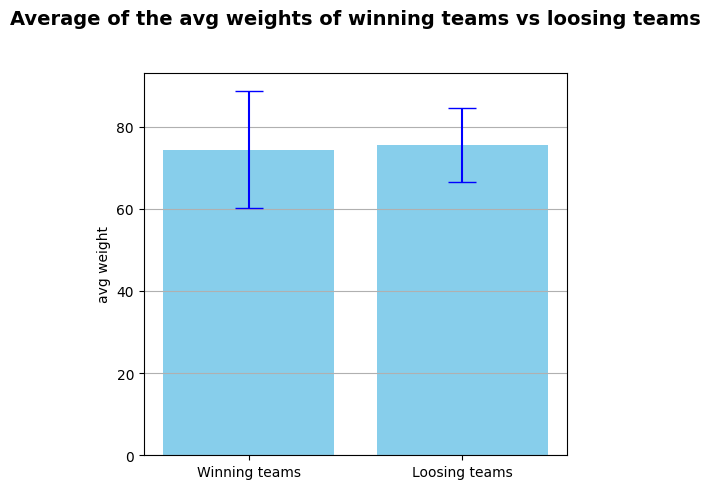 Average of the avg weights of winning teams vs loosing teams
avg weight
80
60
40
20
0
Winning teams
Loosing teams